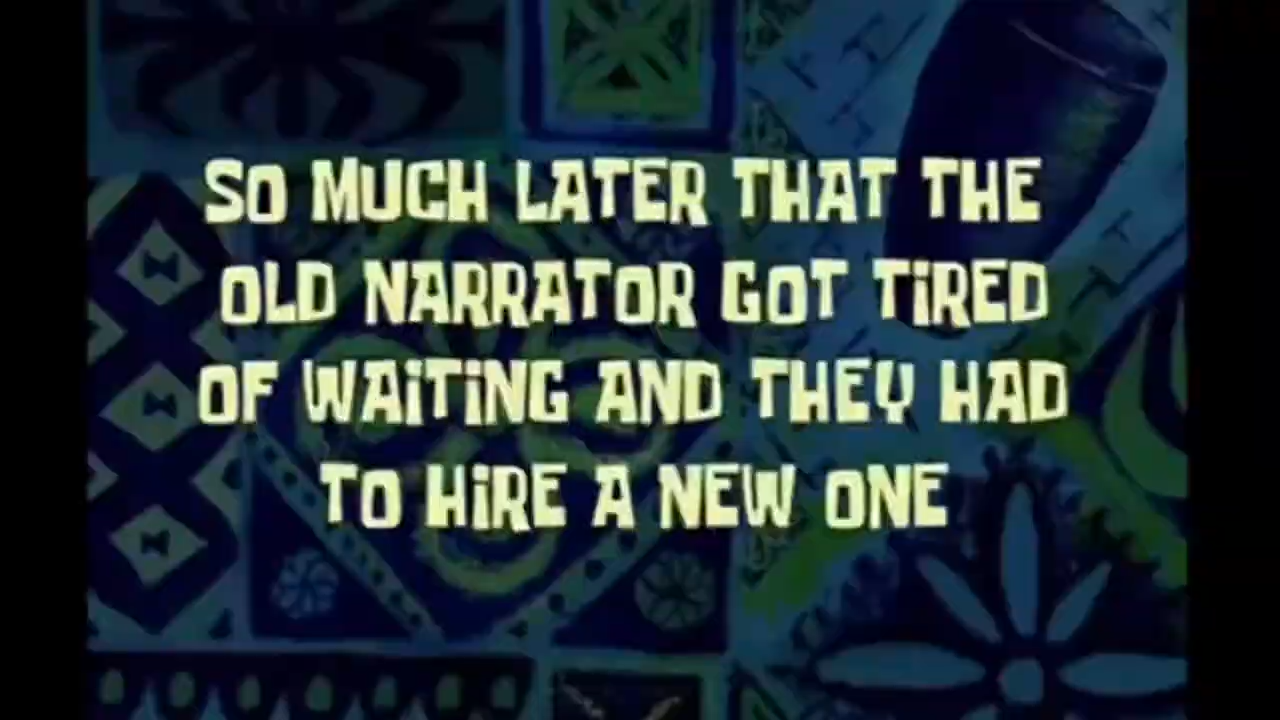 SO MUCH LATER THAT THE
OLD NARRATOR GOT TiRED
OF WAiTiNG AND THEY HAD
TO HiRE A NEW ONE